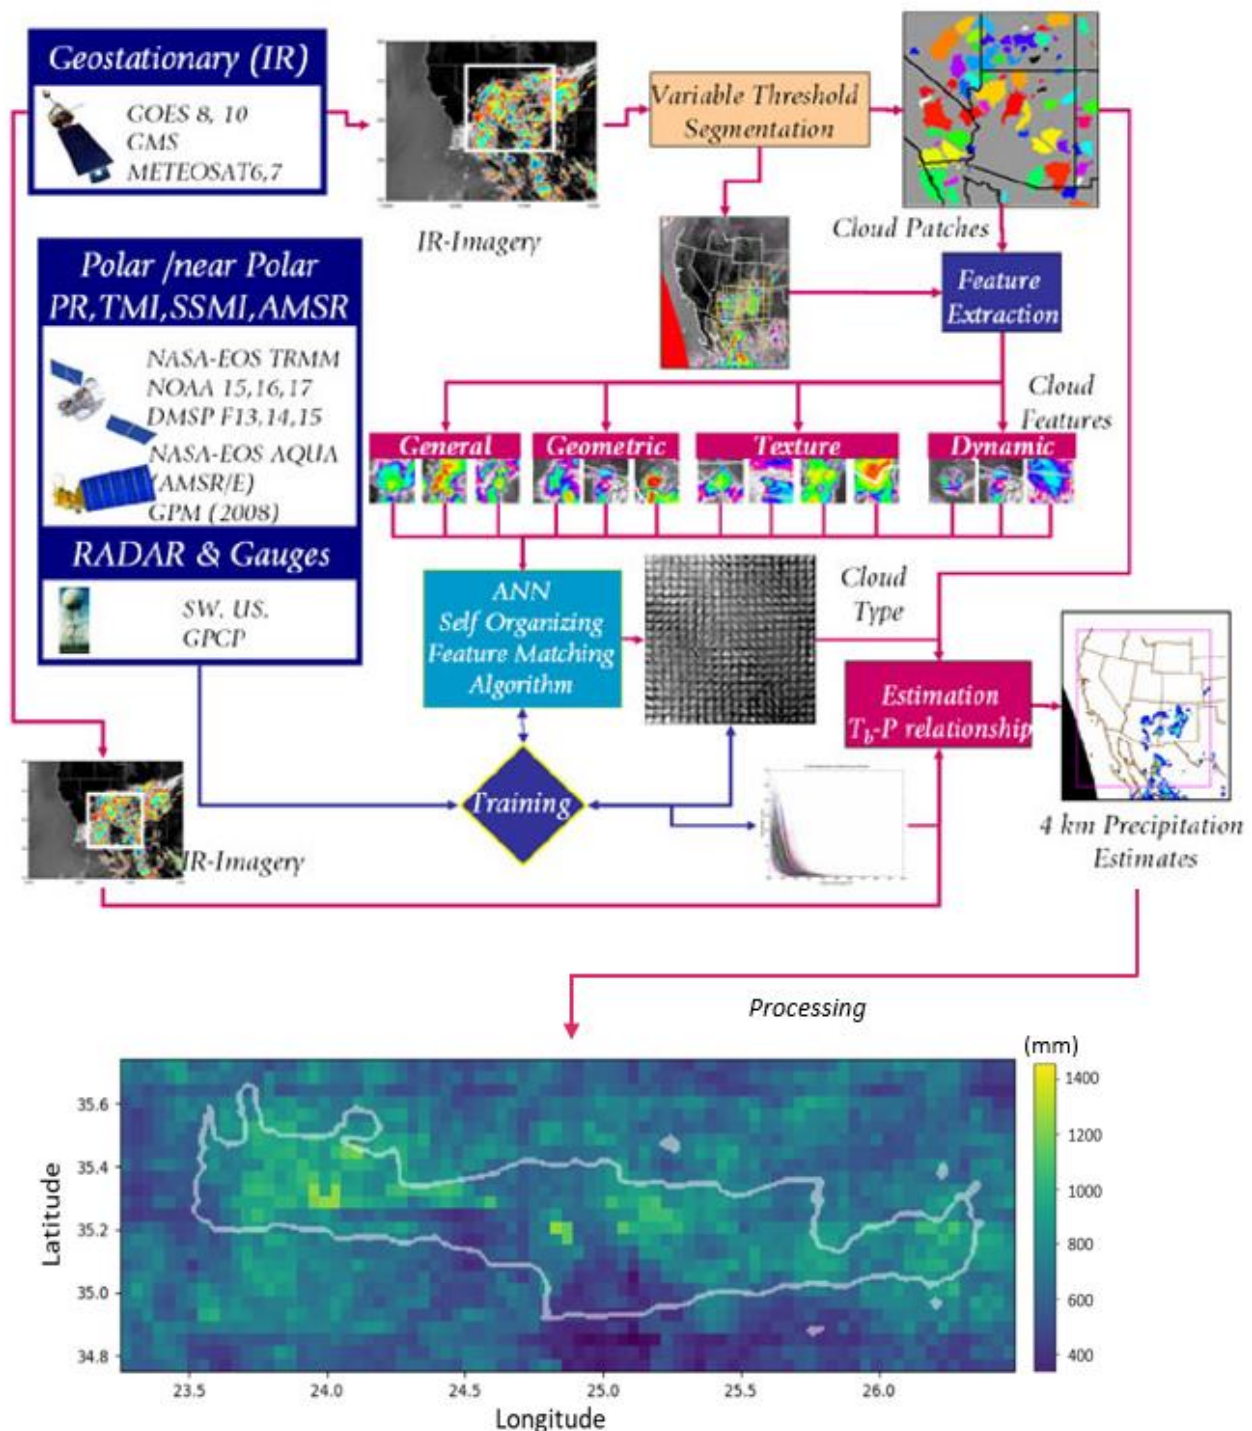 Geostationary (IR)
GOES 8, 10
GMS
METEOSAT6,7
IR-Imagery
Variable Threshold
Segmentation
Cloud Patches
Feature
Extraction
Polar /near Polar
PR,TMI,SSMI,AMSR
NASA-EOS TRMM
NOAA 15,16,17
DMSP F13,14,15
NASA-EOS AQUA
(AMSR/E)
GPM (2008)
RADAR & Gauges
SW. US.
GPCP
Cloud
Features
General
Geometric
Texture
Dynamic
ANN
Self Organizing
Feature Matching
Algorithm
Cloud
Type
Estimation
Tb-P relationship
Training
IR-Imagery
4 km Precipitation
Estimates
Processing
(mm)
1400
1200
1000
800
600
400
Latitude
35.6
35.4
35.2
35.0
34.8
23.5 24.0 24.5 25.0 25.5 26.0
Longitude